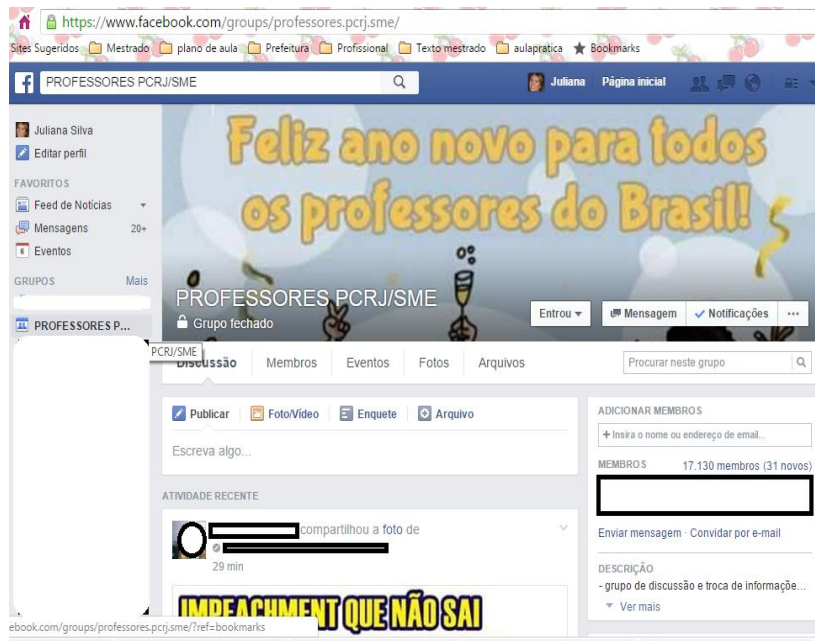 https://www.facebook.com/groups/professores.pcrj.sme/
Sites Sugeridos Mestrado plano de aula Prefeitura Profissional Texto mestrado aulapratica Bookmarks
PROFESSORES PCRJ/SME
Juliana Página inicial
Juliana Silva
Editar perfil
FAVORITOS
Feed de Notícias
Mensagens 20+
Eventos
GRUPOS Mais
PROFESSORES P...
PCRJ/SME
Feliz ano novo para todos
os professores do Brasil!
PROFESSORES PCRJ/SME
Grupo fechado
Entrou Mensagem Notificações ...
Discussão Membros Eventos Fotos Arquivos
Procurar neste grupo
Publicar Foto/Vídeo Enquete Arquivo
Escreva algo...
ATIVIDADE RECENTE
compartilhou a foto de
29 min
IMPEACHMENT QUE NÃO SAI
ADICIONAR MEMBROS
+ Insira o nome ou endereço de email...
MEMBROS 17.130 membros (31 novos)
Enviar mensagem · Convidar por e-mail
DESCRIÇÃO
- grupo de discussão e troca de informaçõe...
Ver mais
ebook.com/groups/professores.pcrj.sme/?ref=bookmarks